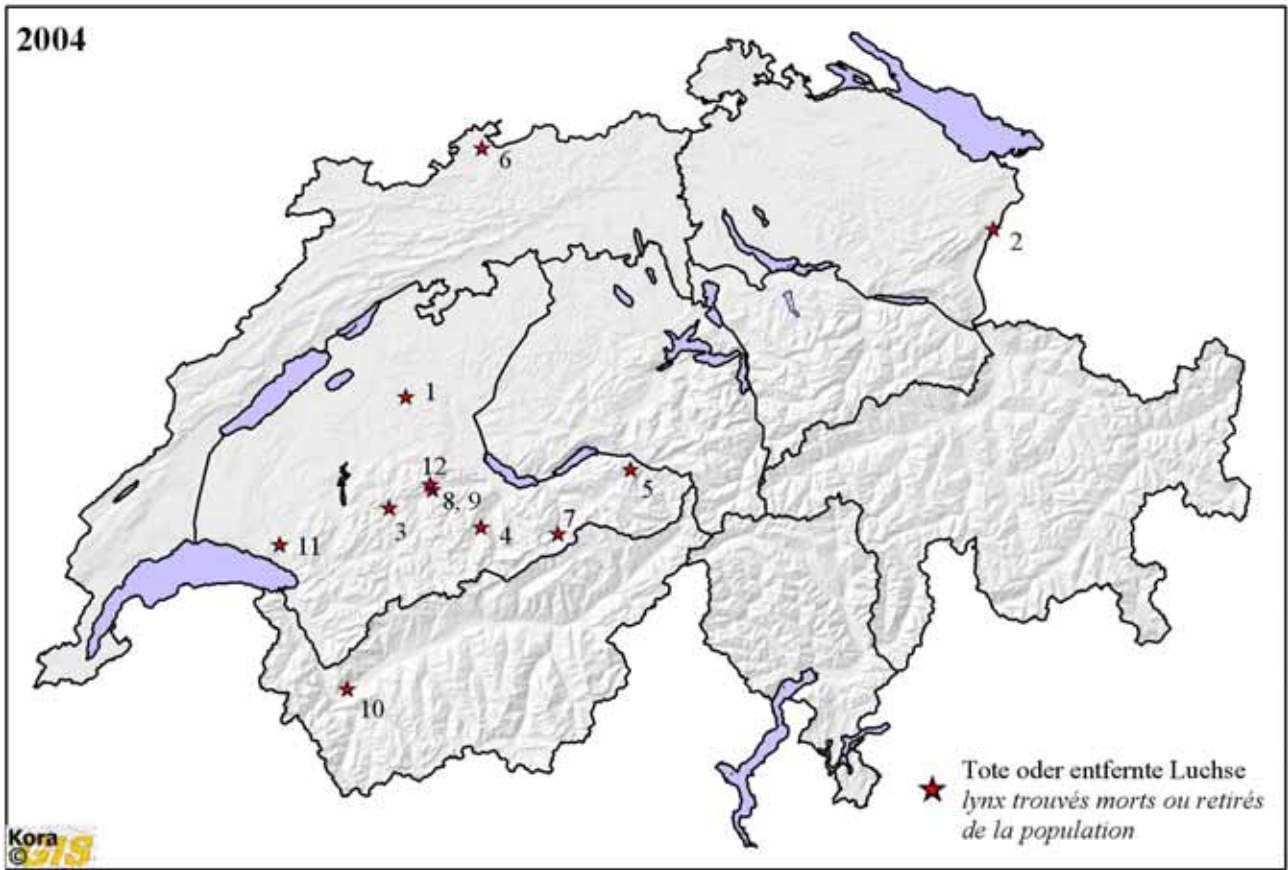 2004
6
2
1
12
8, 9
5
3
4
7
11
10
Tote oder entfernte Luchse
lynx trouvés morts ou retirés
de la population
Kora
© GIS